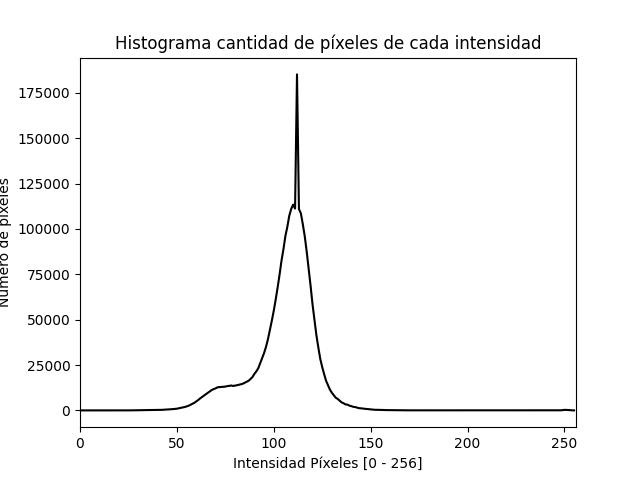 Histograma cantidad de píxeles de cada intensidad
175000
150000
125000
100000
75000
50000
25000
0
Número de píxeles
0 50 100 150 200 250
Intensidad Píxeles [0 - 256]